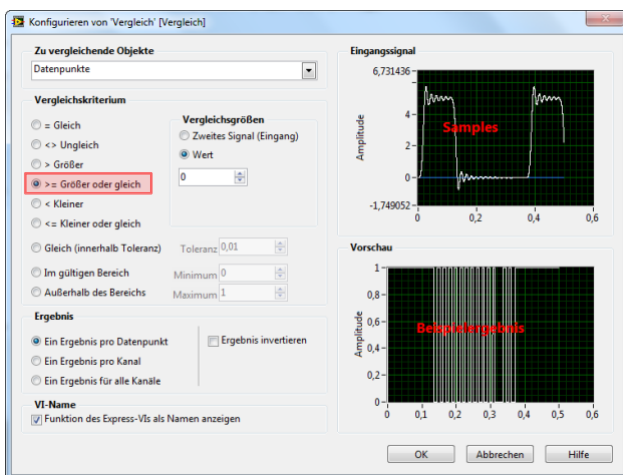 Konfigurieren von 'Vergleich' [Vergleich]
Zu vergleichende Objekte
Datenpunkte
Vergleichskriterium
= Gleich
<> Ungleich
> Größer
>= Größer oder gleich
< Kleiner
<= Kleiner oder gleich
Gleich (innerhalb Toleranz)
Im gültigen Bereich
Außerhalb des Bereichs
Vergleichsgrößen
Zweites Signal (Eingang)
Wert
0
Toleranz 0,01
Minimum 0
Maximum 1
Ergebnis
Ein Ergebnis pro Datenpunkt
Ein Ergebnis pro Kanal
Ein Ergebnis für alle Kanäle
Ergebnis invertieren
VI-Name
Funktion des Express-VIs als Namen anzeigen
Eingangssignal
Amplitude
6,731436
4
2
0
-1,749052
0 0,2 0,4 0,6
Samples
Vorschau
Amplitude
1
0,8
0,6
0,4
0,2
0
0 0,1 0,2 0,3 0,4 0,5 0,6
Beispielergebnis
OK Abbrechen Hilfe